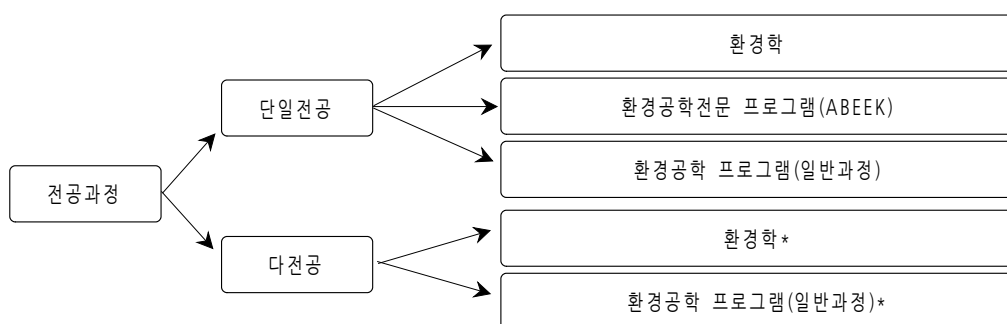 환경학
단일전공
환경공학전문 프로그램(ABEEK)
환경공학 프로그램(일반과정)
전공과정
환경학*
다전공
환경공학 프로그램(일반과정)*